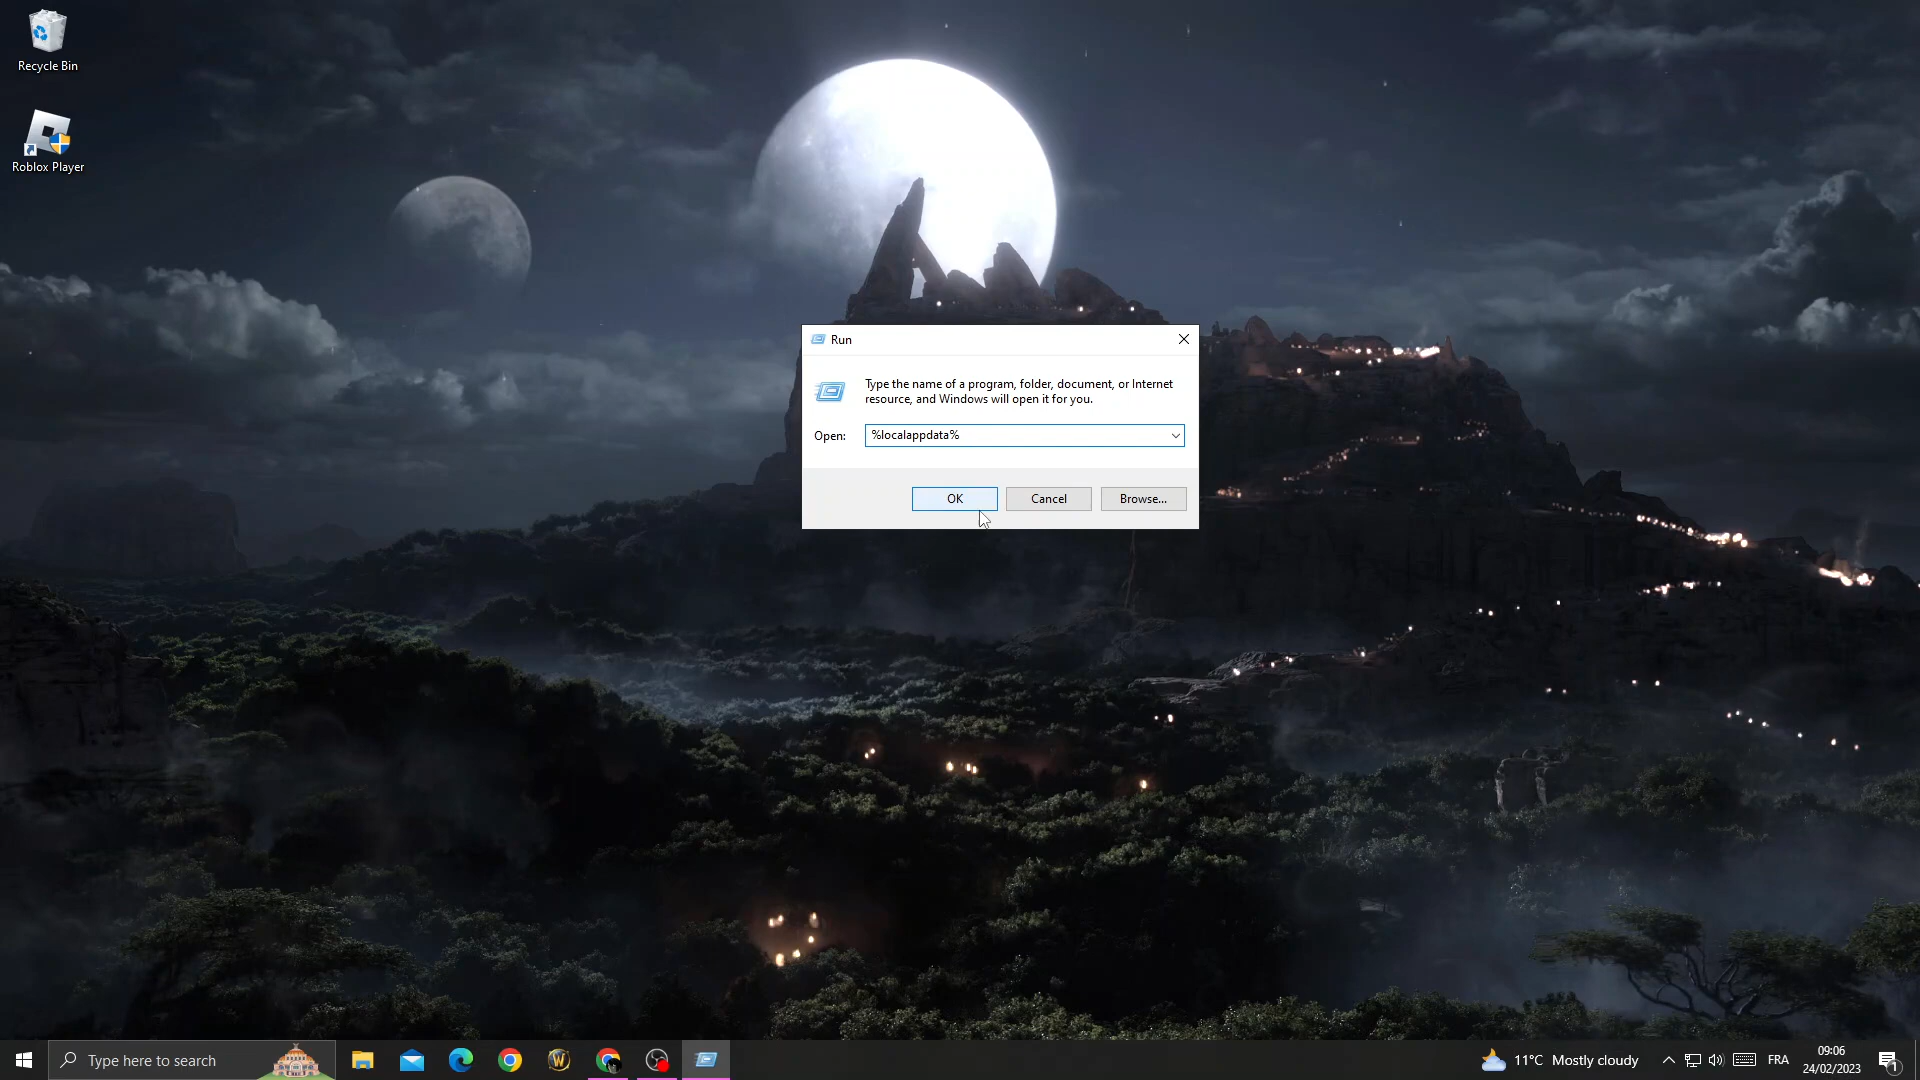 Recycle Bin
Roblox Player
Run
Type the name of a program, folder, document, or Internet
resource, and Windows will open it for you.
Open:
%localappdata%
OK
Cancel
Browse...
Type here to search
W
11°C Mostly cloudy
FRA
09:06
24/02/2023
1